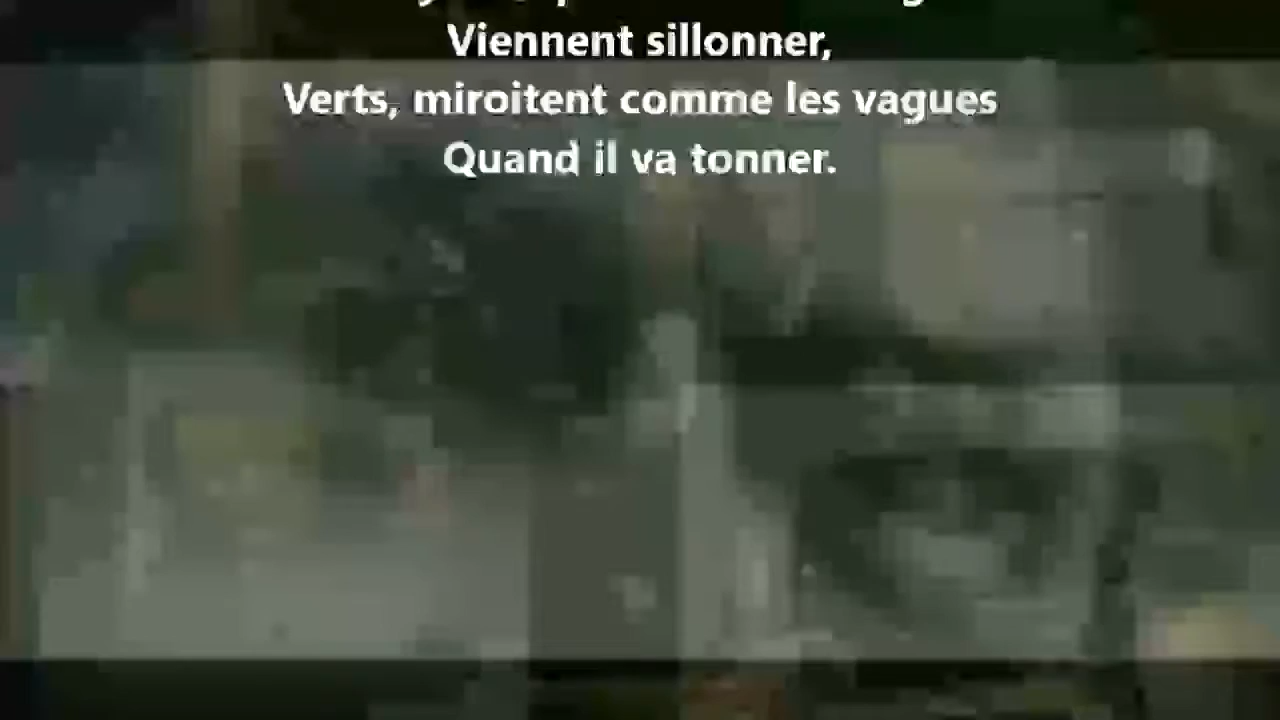 Viennent sillonner,
Verts, miroitent comme les vagues
Quand il va tonner.